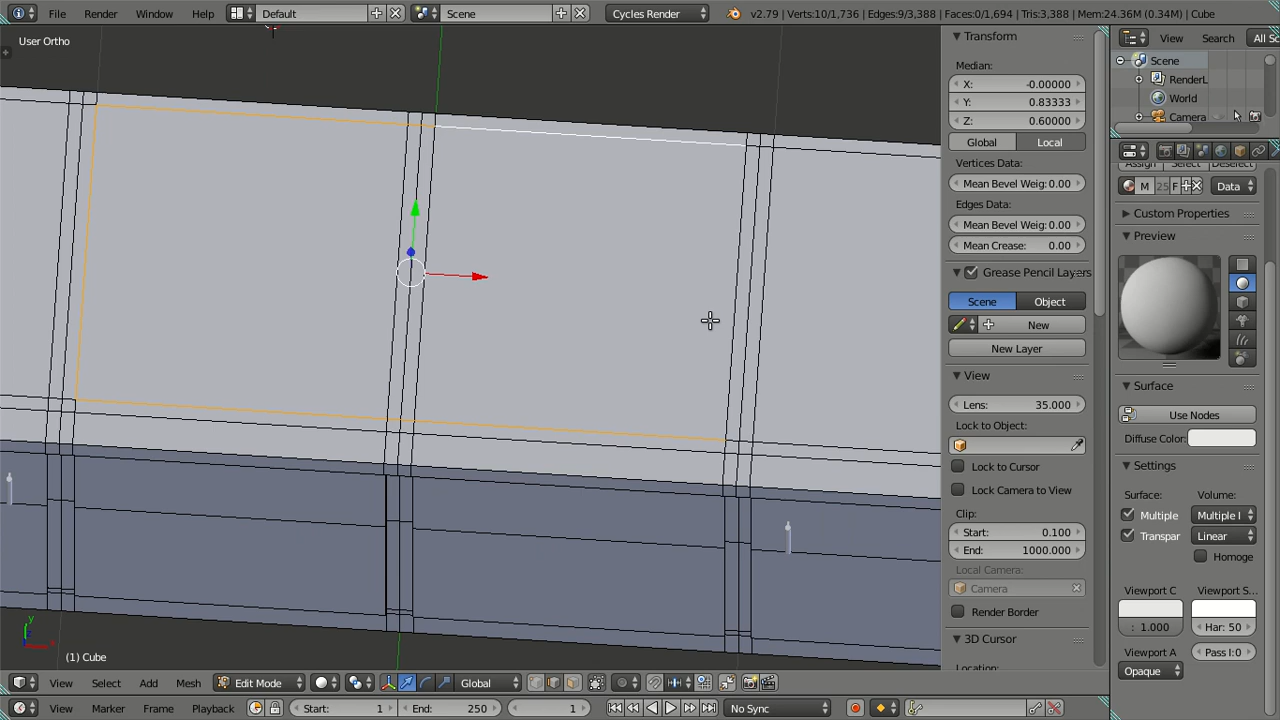 File Render Window Help Default Scene Cycles Render v2.79 | Verts:10/1,736 | Edges:9/3,388 | Faces:0/1,694 | Tris:3,388 | Mem:24.36M (0.34M) | Cube
User Ortho
Transform
Median:
X: -0.00000
Y: 0.83333
Z: 0.60000
Global Local
Vertices Data:
Mean Bevel Weig: 0.00
Edges Data:
Mean Bevel Weig: 0.00
Mean Crease: 0.00
Grease Pencil Layers
Scene Object
New
New Layer
View
Lens: 35.000
Lock to Object:
Lock to Cursor
Lock Camera to View
Clip:
Start: 0.100
End: 1000.000
Local Camera:
Camera
Render Border
3D Cursor
Location:
View Search All Sc
Scene
RenderL
World
Camera
Assign Select Deselect
M 25 F Data
Custom Properties
Preview
Surface
Use Nodes
Diffuse Color:
Settings
Surface: Volume:
Multiple Multiple I
Transpar Linear
Homoge
Viewport C Viewport S...
: 1.000 Har: 50
Viewport A Pass I: 0
Opaque
y
z
x
(1) Cube
View Select Add Mesh Edit Mode Global
View Marker Frame Playback Start: 1 End: 250 1 No Sync